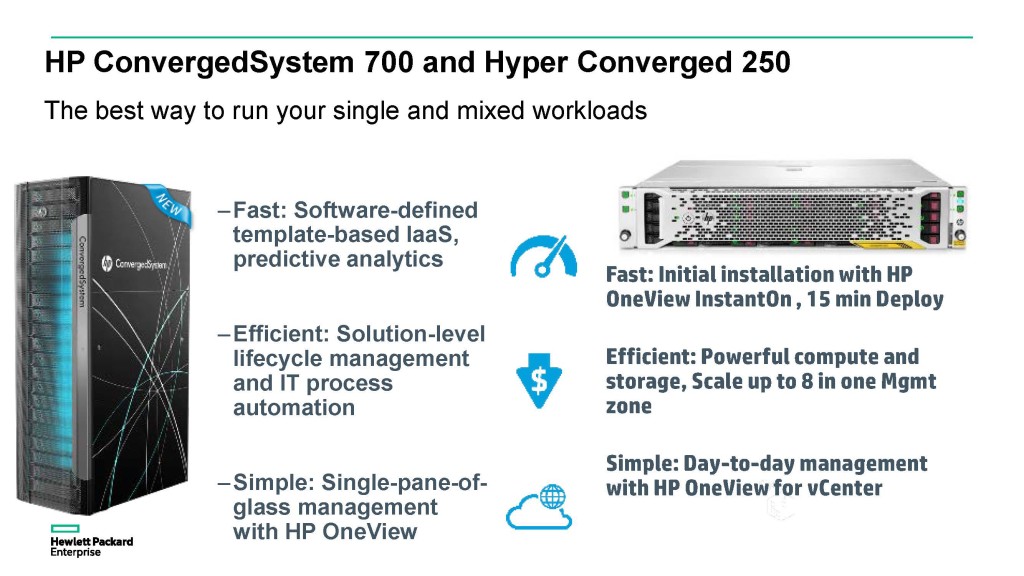 HP ConvergedSystem 700 and Hyper Converged 250
The best way to run your single and mixed workloads
NEW
ConvergedSystem
hp ConvergedSystem
–Fast: Software-defined
template-based IaaS,
predictive analytics
–Efficient: Solution-level
lifecycle management
and IT process
automation
–Simple: Single-pane-of-
glass management
with HP OneView
$
hp
Fast: Initial installation with HP
OneView InstantOn , 15 min Deploy
Efficient: Powerful compute and
storage, Scale up to 8 in one Mgmt
zone
Simple: Day-to-day management
with HP OneView for vCenter
Hewlett Packard
Enterprise